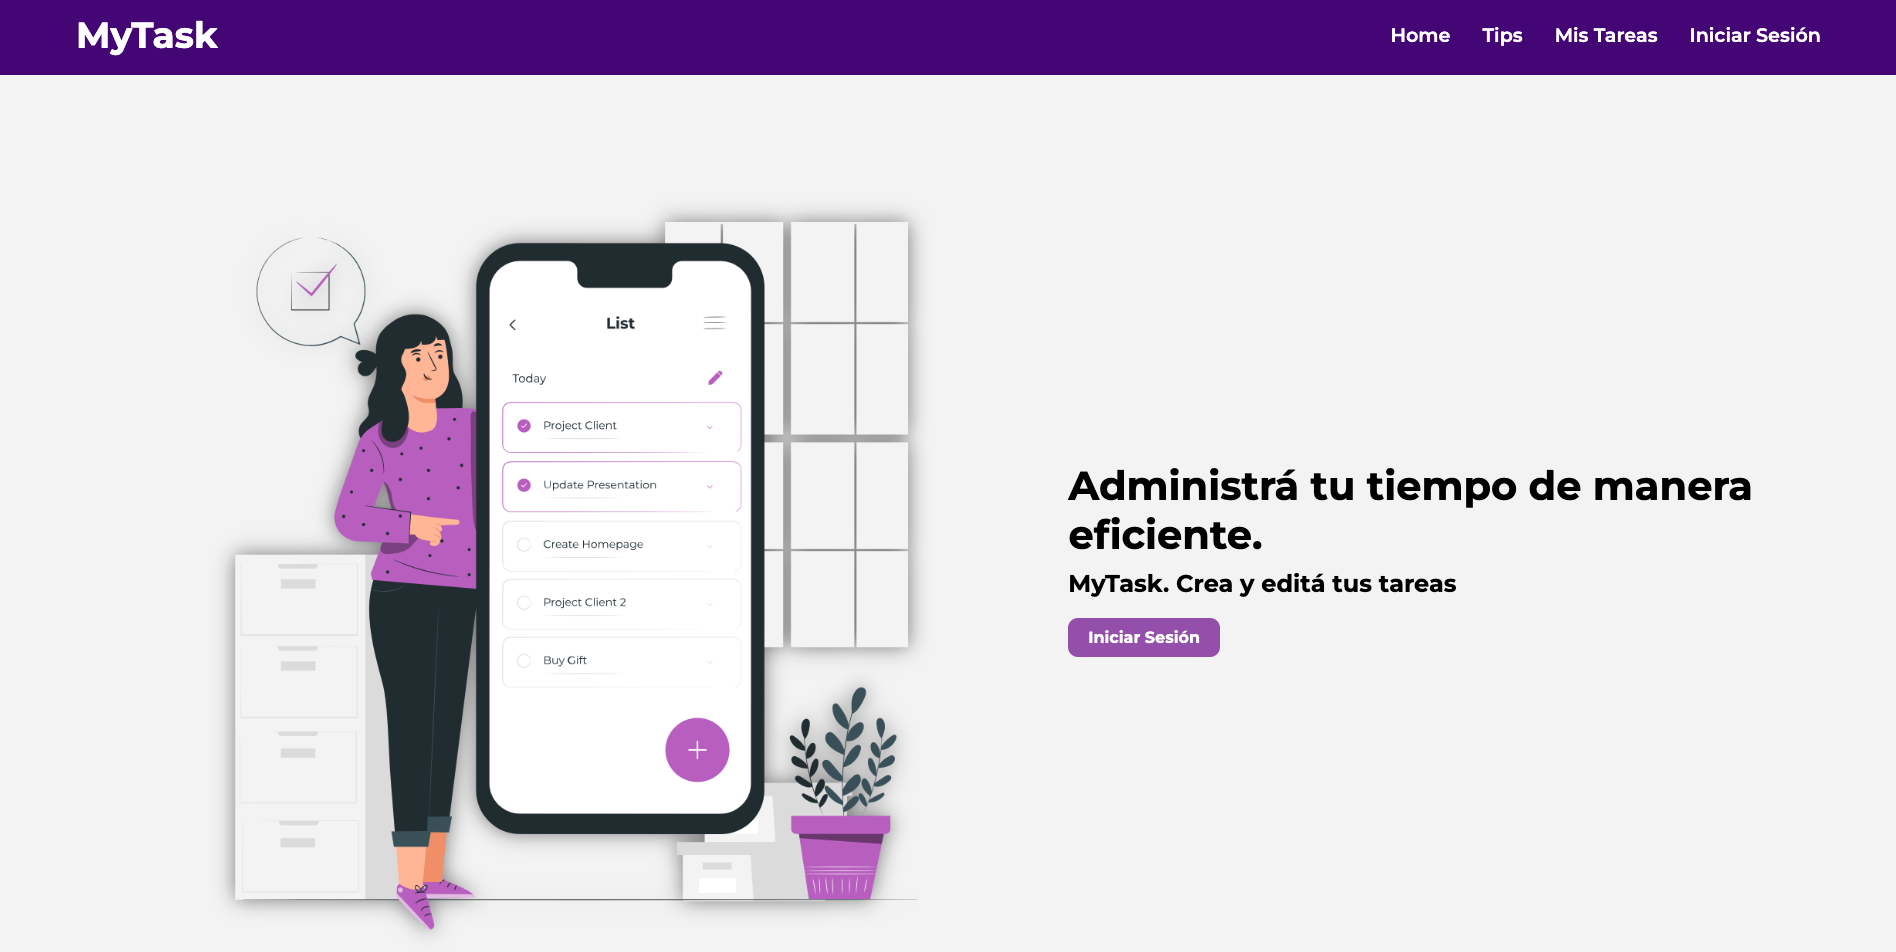 MyTask
Home
Tips
Mis Tareas
Iniciar Sesión
List
Today
Project Client
Update Presentation
Create Homepage
Project Client 2
Buy Gift
Administrá tu tiempo de manera
eficiente.
MyTask. Crea y editá tus tareas
Iniciar Sesión